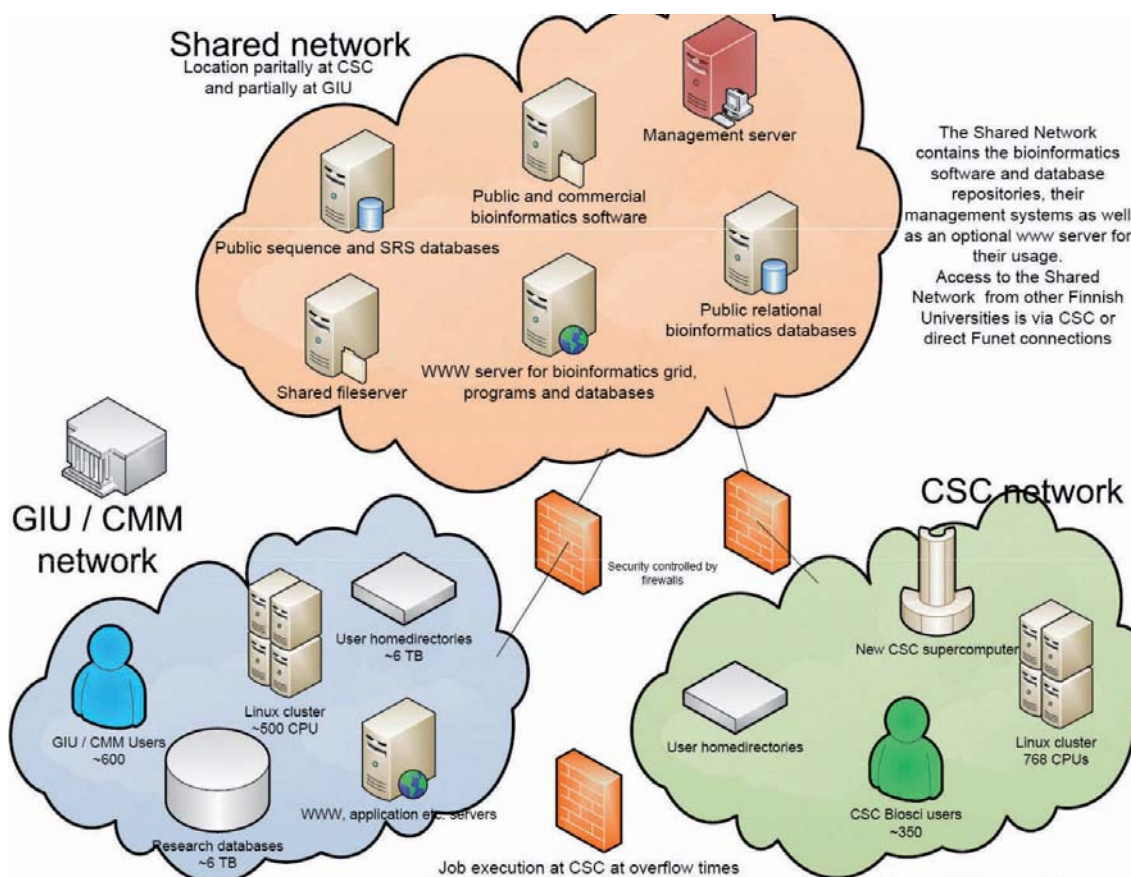 Shared network
Location paritally at CSC
and partially at GIU
Management server
Public and commercial
bioinformatics software
Public sequence and SRS databases
Public relational
bioinformatics databases
Shared fileserver
WWW server for bioinformatics grid,
programs and databases
The Shared Network
contains the bioinformatics
software and database
repositories, their
management systems as well
as an optional www server for
their usage.
Access to the Shared
Network from other Finnish
Universities is via CSC or
direct Funet connections
GIU / CMM
network
User homedirectories
~6 TB
Linux cluster
~500 CPU
GIU / CMM Users
~600
WWW, application etc. servers
Research databases
~6 TB
Security controlled by
firewalls
Job execution at CSC at overflow times
CSC network
New CSC supercomputer
User homedirectories
Linux cluster
768 CPUs
CSC Biosci users
~350